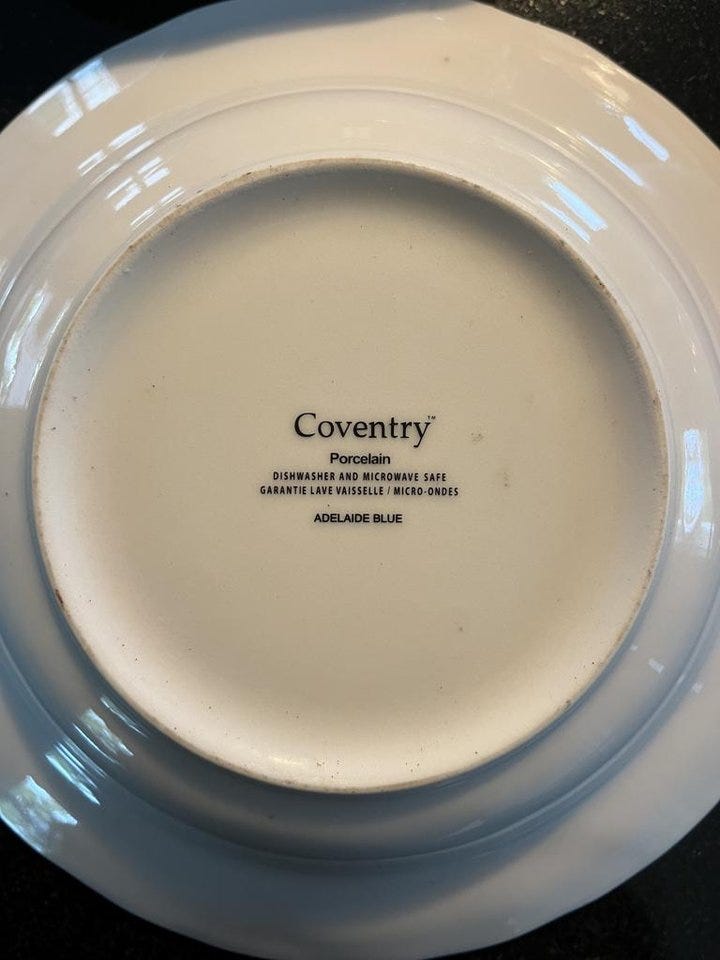 Coventry™
Porcelain
DISHWASHER AND MICROWAVE SAFE
GARANTIE LAVE VAISSELLE / MICRO-ONDES
ADELAIDE BLUE